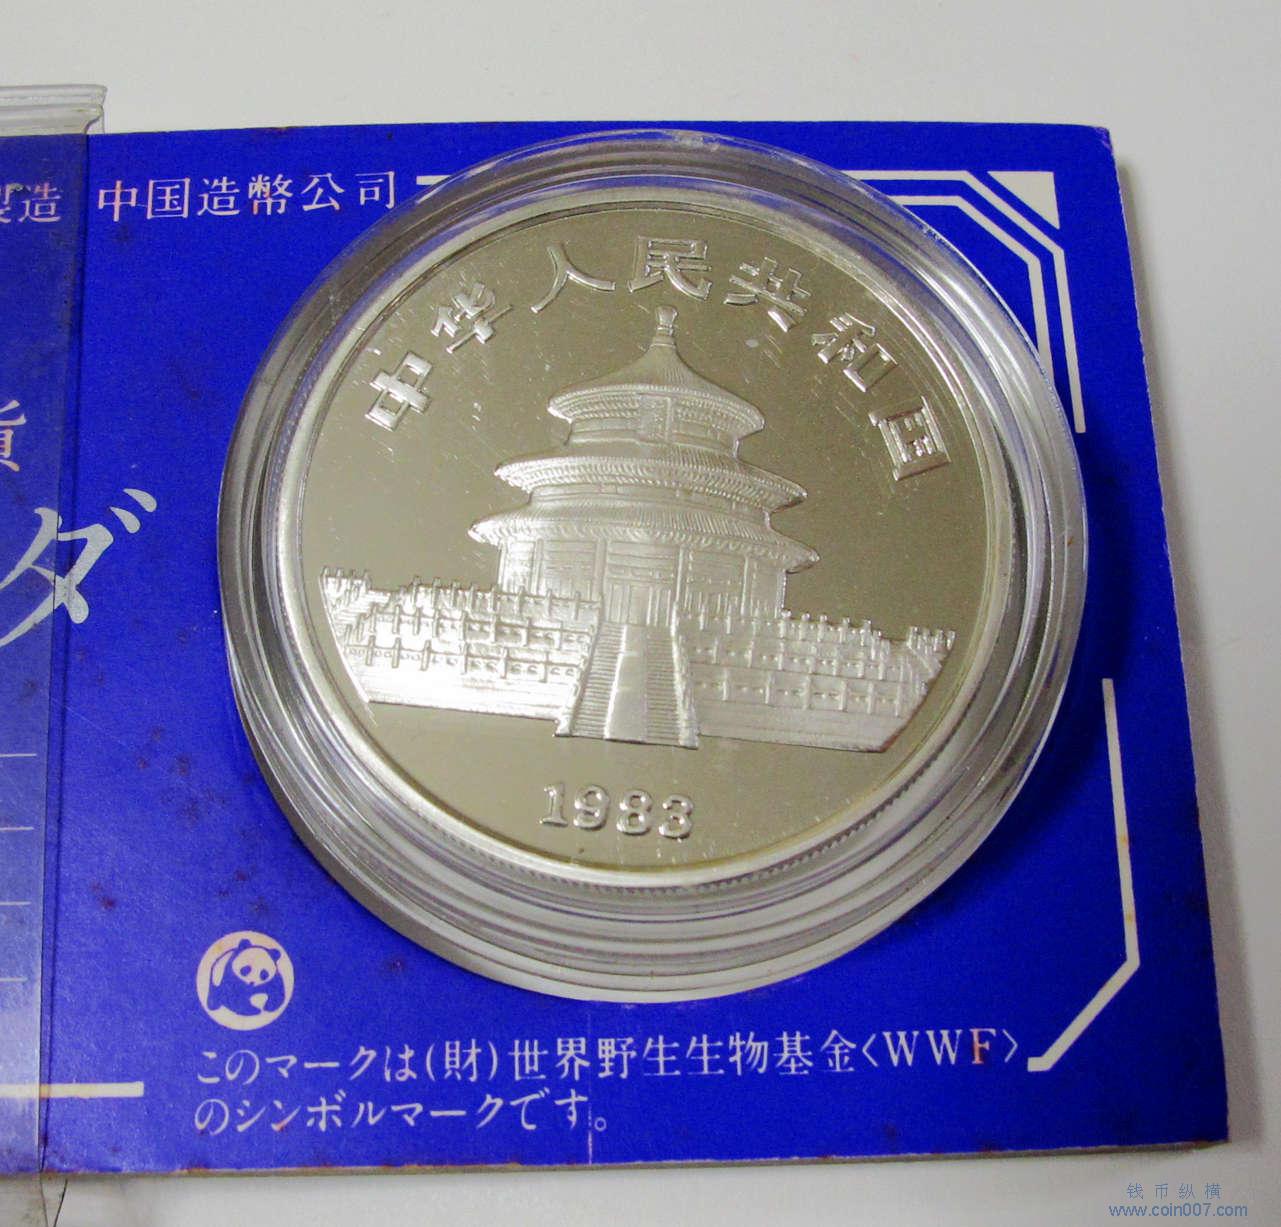 製造 中国造幣公司
中华人民共和国
ダ
1983
このマークは(財)世界野生生物基金〈WWF〉
のシンボルマークです。
钱币纵横
www.coin007.com